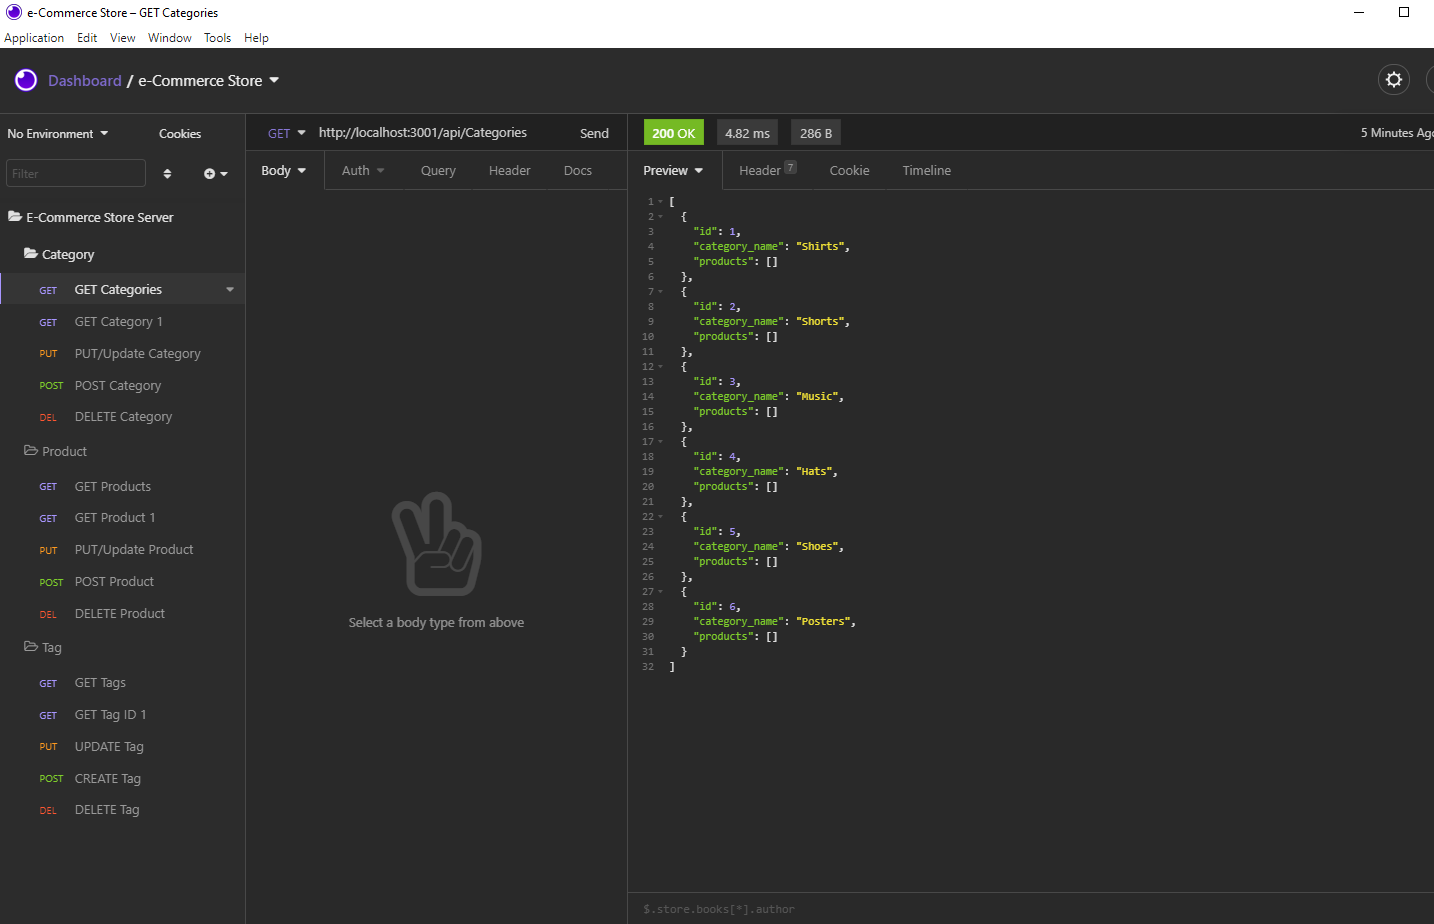 e-Commerce Store – GET Categories
Application Edit View Window Tools Help
Dashboard / e-Commerce Store
No Environment Cookies
GET http://localhost:3001/api/Categories Send
200 OK 4.82 ms 286 B 5 Minutes Ago
Filter
Body Auth Query Header Docs
Preview Header 7 Cookie Timeline
E-Commerce Store Server
Category
GET GET Categories
GET GET Category 1
PUT PUT/Update Category
POST POST Category
DEL DELETE Category
Product
GET GET Products
GET GET Product 1
PUT PUT/Update Product
POST POST Product
DEL DELETE Product
Tag
GET GET Tags
GET GET Tag ID 1
PUT UPDATE Tag
POST CREATE Tag
DEL DELETE Tag
Select a body type from above
1 [
2 {
3 "id": 1,
4 "category_name": "Shirts",
5 "products": []
6 },
7 {
8 "id": 2,
9 "category_name": "Shorts",
10 "products": []
11 },
12 {
13 "id": 3,
14 "category_name": "Music",
15 "products": []
16 },
17 {
18 "id": 4,
19 "category_name": "Hats",
20 "products": []
21 },
22 {
23 "id": 5,
24 "category_name": "Shoes",
25 "products": []
26 },
27 {
28 "id": 6,
29 "category_name": "Posters",
30 "products": []
31 }
32 ]
$.store.books[*].author